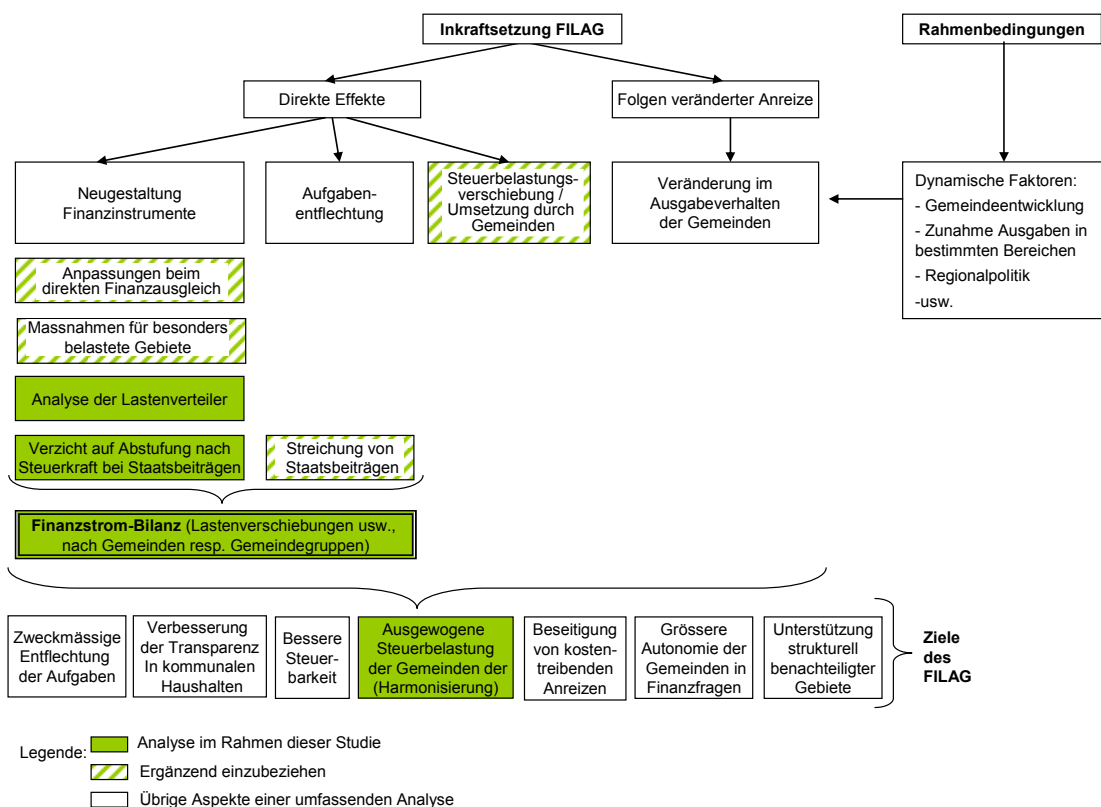 Inkraftsetzung FILAG
Rahmenbedingungen
Direkte Effekte
Folgen veränderter Anreize
Neugestaltung
Finanzinstrumente
Aufgaben-
entflechtung
Steuerbelastungs-
verschiebung /
Umsetzung durch
Gemeinden
Veränderung im
Ausgabeverhalten
der Gemeinden
Dynamische Faktoren:
- Gemeindeentwicklung
- Zunahme Ausgaben in
bestimmten Bereichen
- Regionalpolitik
-usw.
Anpassungen beim
direkten Finanzausgleich
Massnahmen für besonders
belastete Gebiete
Analyse der Lastenverteiler
Verzicht auf Abstufung nach
Steuerkraft bei Staatsbeiträgen
Streichung von
Staatsbeiträgen
Finanzstrom-Bilanz (Lastenverschiebungen usw.,
nach Gemeinden resp. Gemeindegruppen)
Zweckmässige
Entflechtung
der Aufgaben
Verbesserung
der Transparenz
In kommunalen
Haushalten
Bessere
Steuer-
barkeit
Ausgewogene
Steuerbelastung
der Gemeinden der
(Harmonisierung)
Beseitigung
von kosten-
treibenden
Anreizen
Grössere
Autonomie der
Gemeinden in
Finanzfragen
Unterstützung
strukturell
benachteiligter
Gebiete
Ziele
des
FILAG
Legende:
Analyse im Rahmen dieser Studie
Ergänzend einzubeziehen
Übrige Aspekte einer umfassenden Analyse